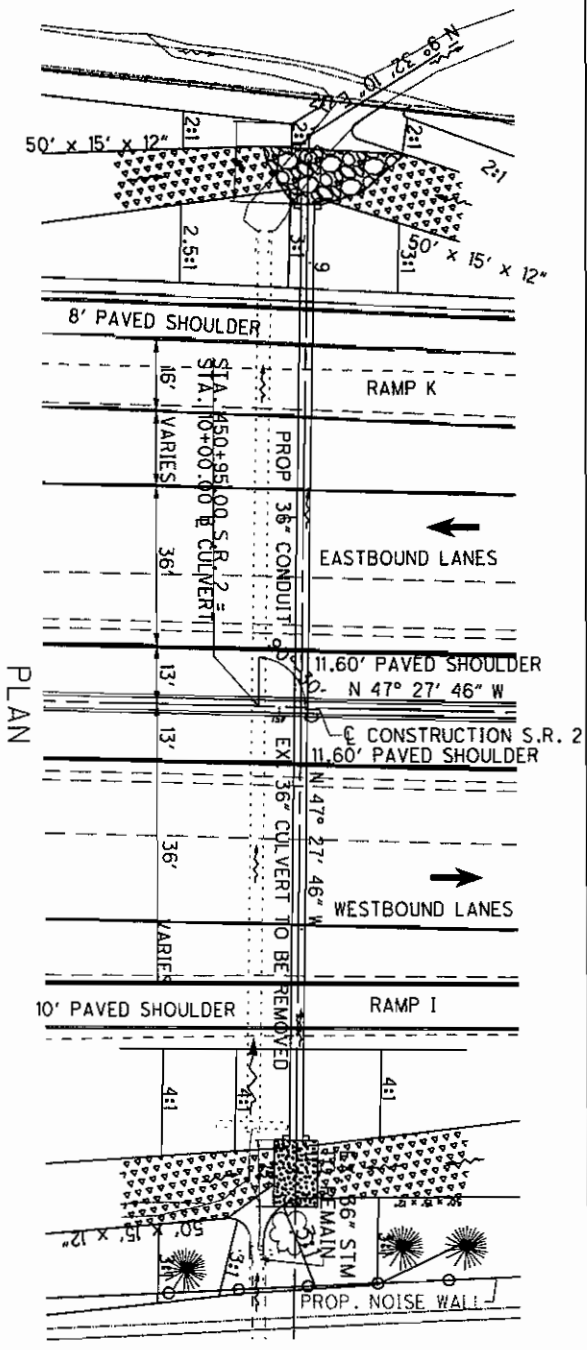 N 9° 32' 10"
2:1
2:1
2:1
2:1
50' x 15' x 12"
50' x 15' x 12"
2.5:1
3:1
9
3:1
8' PAVED SHOULDER
16'
RAMP K
VARIES
STA. 450+95.00 S.R. 2 =
STA. 10+00.00 ℄ CULVERT
PROP 36" CONDUIT
36'
EASTBOUND LANES
11.60' PAVED SHOULDER
13'
N 47° 27' 46" W
℄ CONSTRUCTION S.R. 2
13'
11.60' PAVED SHOULDER
PLAN
N 47° 27' 46" W
EX. 36" CULVERT TO BE REMOVED
36'
WESTBOUND LANES
VARIES
10' PAVED SHOULDER
RAMP I
4:1
4:1
4:1
36" STM
REMAIN
50' x 15' x 12"
3:1
3:1
3:1
PROP. NOISE WALL